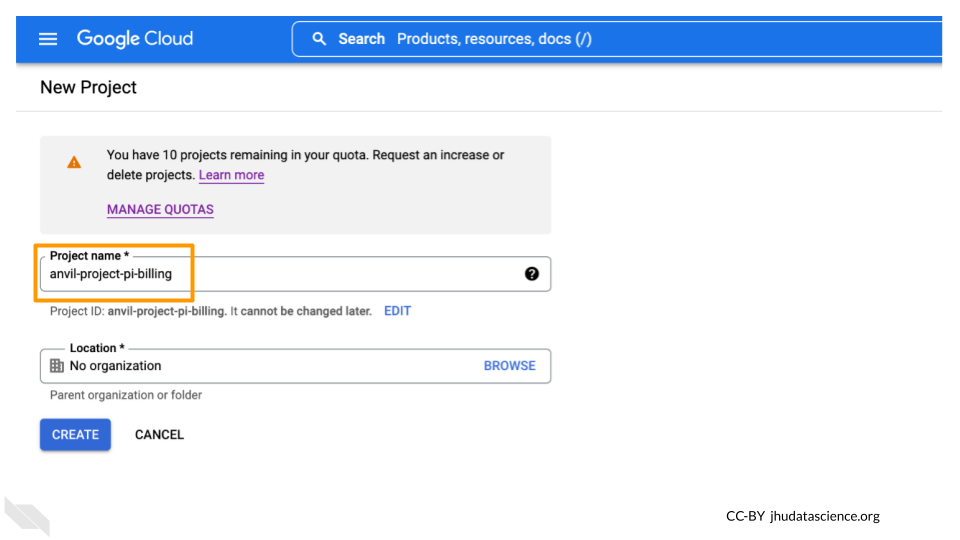 Google Cloud
Search Products, resources, docs (/)
New Project
You have 10 projects remaining in your quota. Request an increase or
delete projects. Learn more
MANAGE QUOTAS
Project name *
anvil-project-pi-billing
Project ID: anvil-project-pi-billing. It cannot be changed later. EDIT
Location *
No organization BROWSE
Parent organization or folder
CREATE CANCEL
CC-BY jhudatascience.org